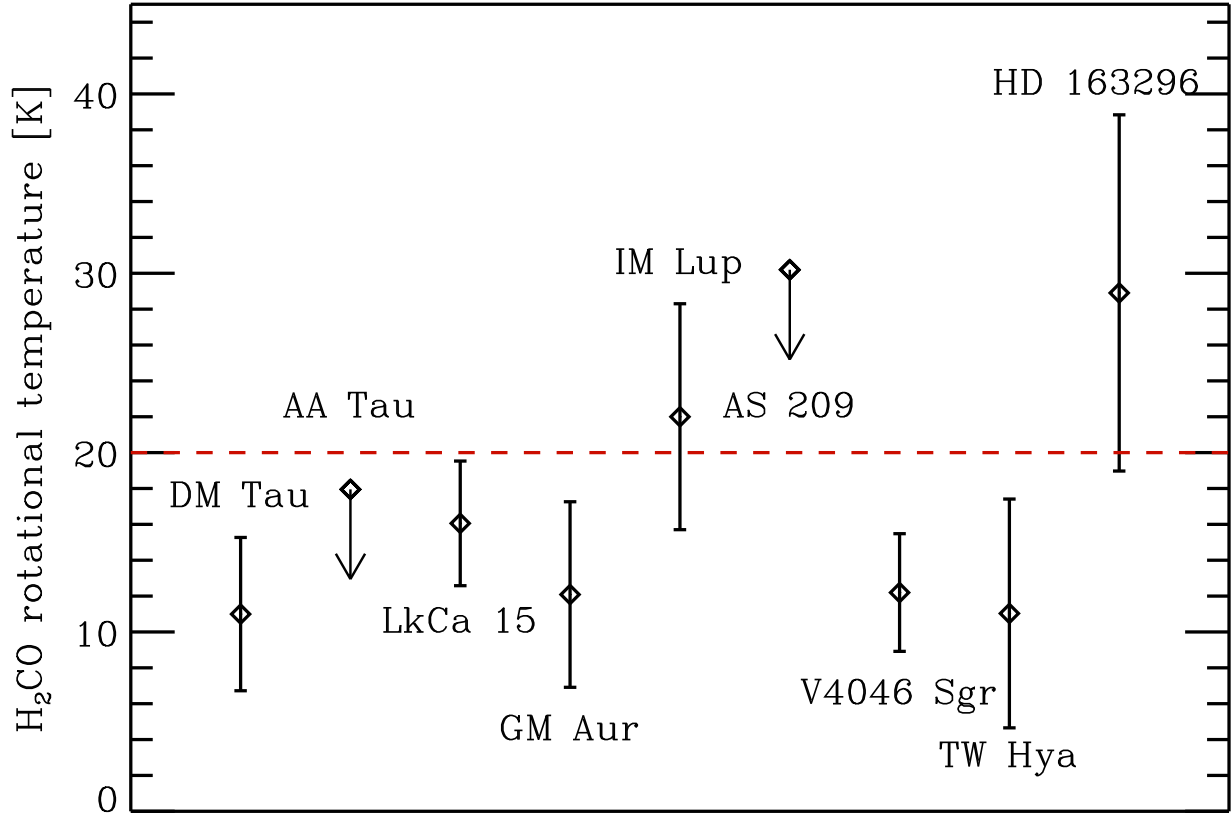 H₂CO rotational temperature [K]
40
30
20
10
0
HD 163296
IM Lup
AA Tau
AS 209
DM Tau
LkCa 15
V4046 Sgr
GM Aur
TW Hya